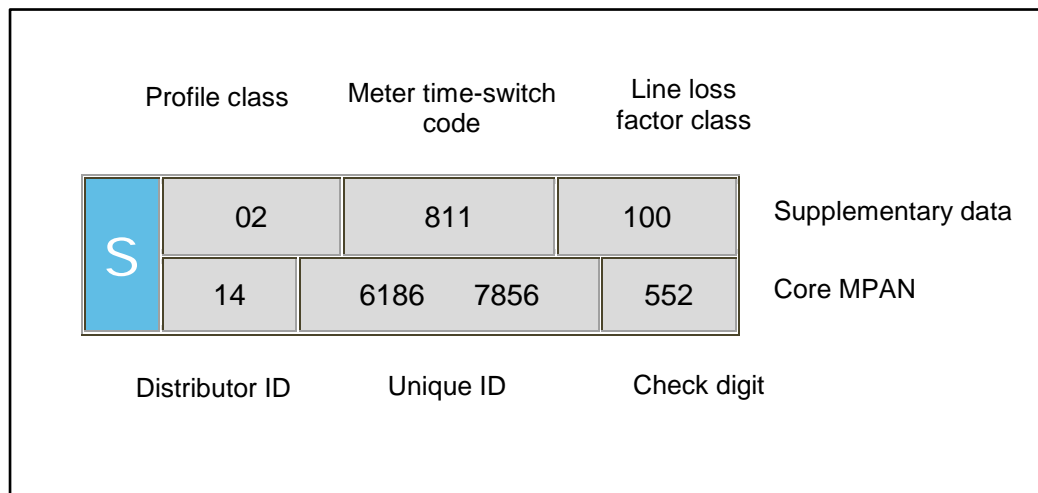 Profile class Meter time-switch code Line loss factor class
S 02 811 100 Supplementary data
14 6186 7856 552 Core MPAN
Distributor ID Unique ID Check digit